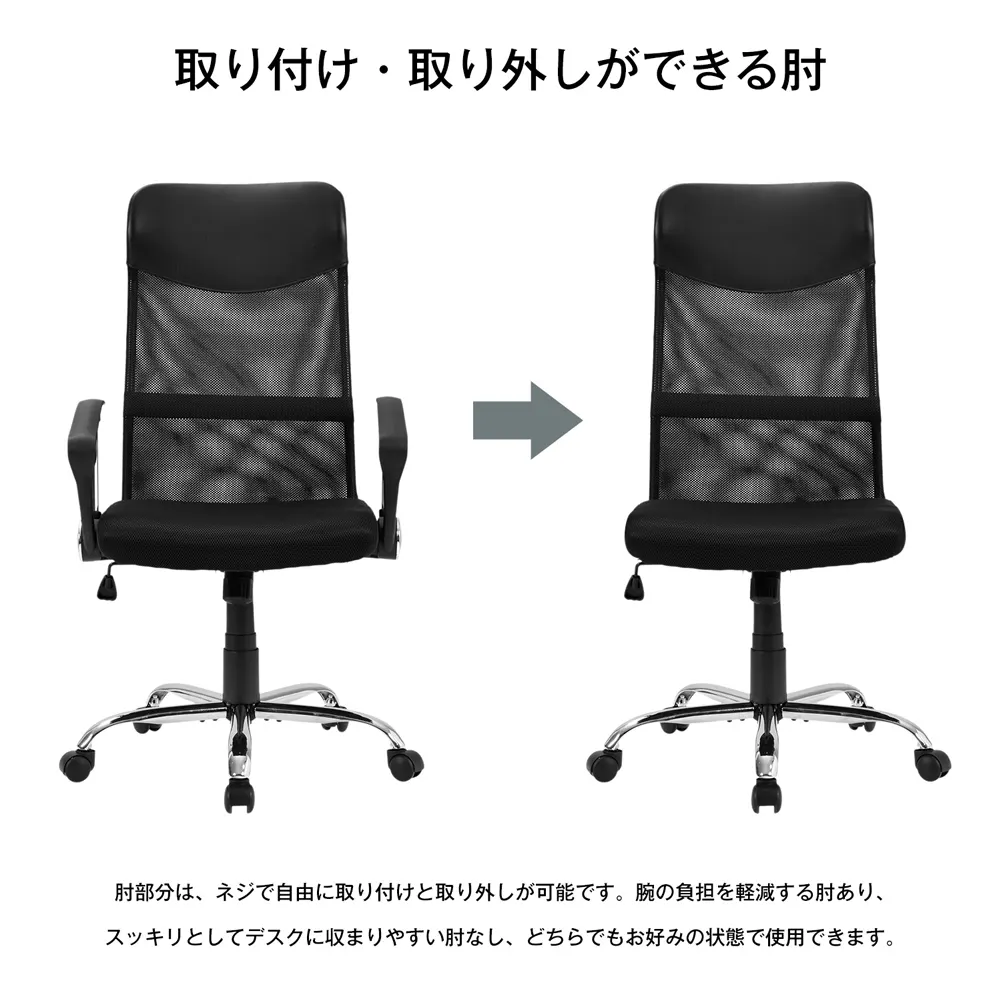 取り付け・取り外しができる肘
肘部分は、ネジで自由に取り付けと取り外しが可能です。腕の負担を軽減する肘あり、
スッキリとしてデスクに収まりやすい肘なし、どちらでもお好みの状態で使用できます。